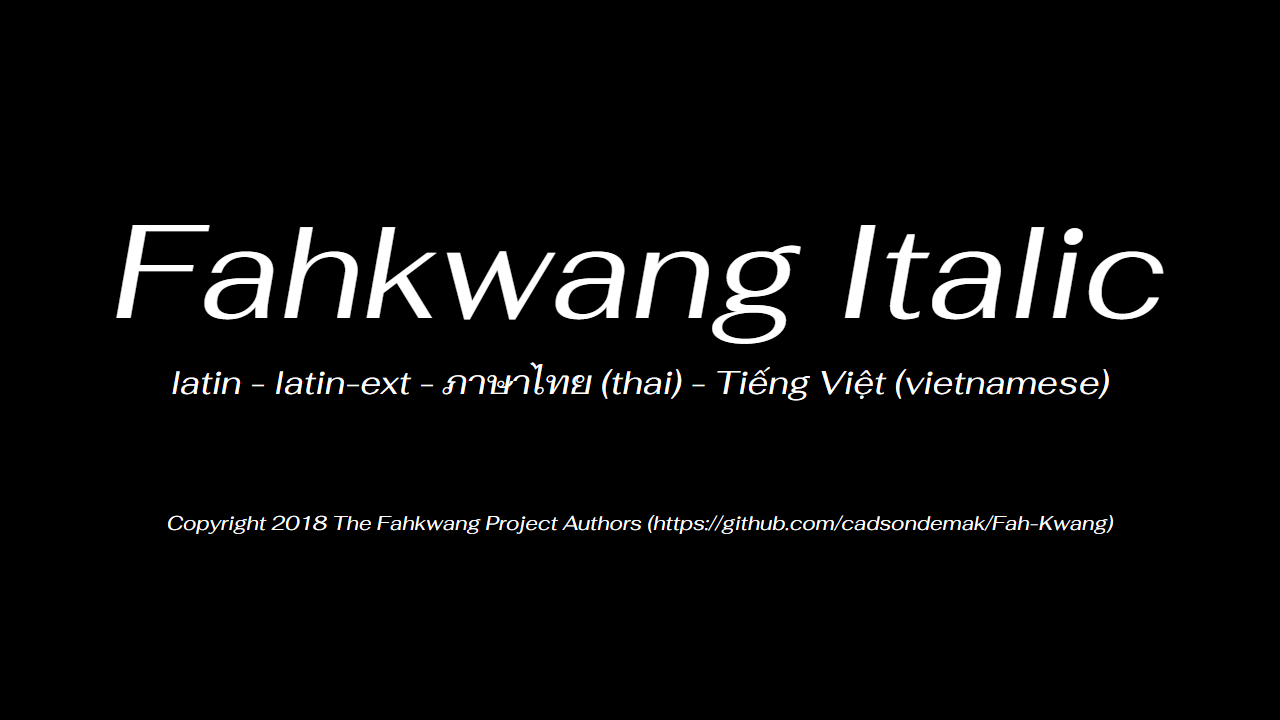 Fahkwang Italic
latin - latin-ext - ภาษาไทย (thai) - Tiếng Việt (vietnamese)
Copyright 2018 The Fahkwang Project Authors (https://github.com/cadsondemak/Fah-Kwang)